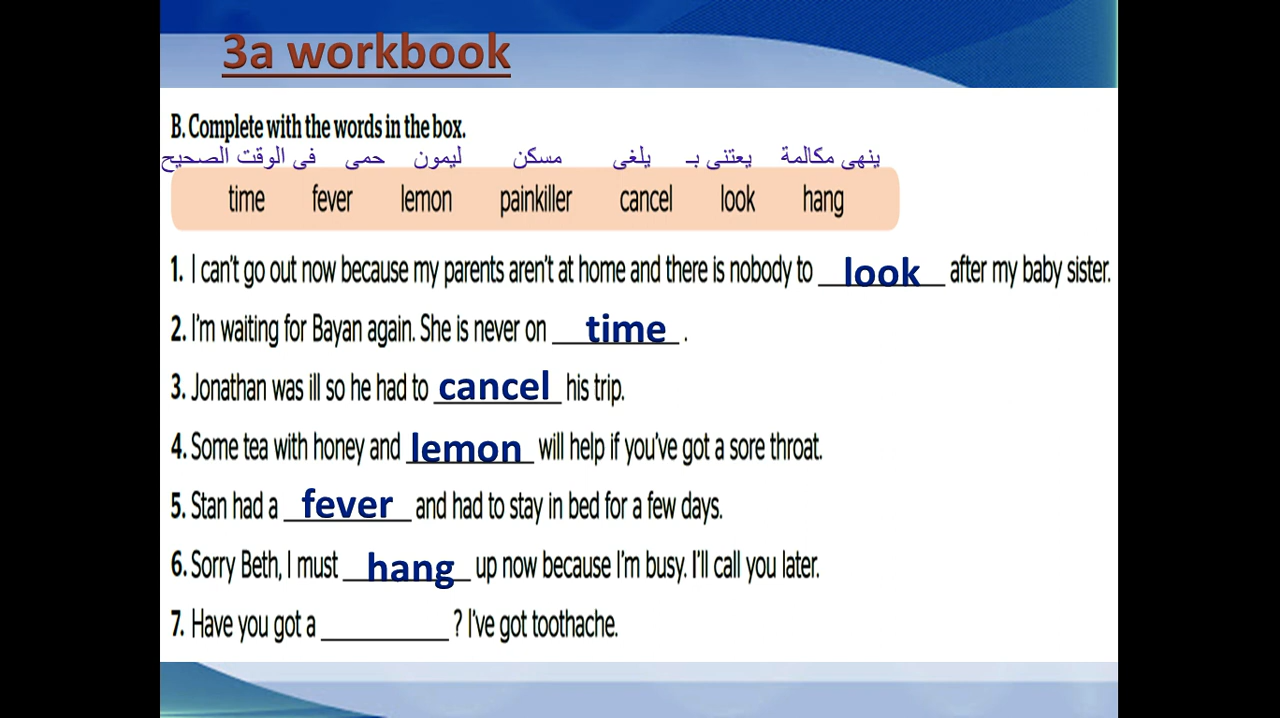 3a workbook
B. Complete with the words in the box.
ينهى مكالمة يعتنى بـ يلغى مسكن ليمون حمى فى الوقت الصحيح
time fever lemon painkiller cancel look hang
1. I can't go out now because my parents aren't at home and there is nobody to look after my baby sister.
2. I'm waiting for Bayan again. She is never on time .
3. Jonathan was ill so he had to cancel his trip.
4. Some tea with honey and lemon will help if you've got a sore throat.
5. Stan had a fever and had to stay in bed for a few days.
6. Sorry Beth, I must hang up now because I'm busy. I'll call you later.
7. Have you got a __________ ? I've got toothache.